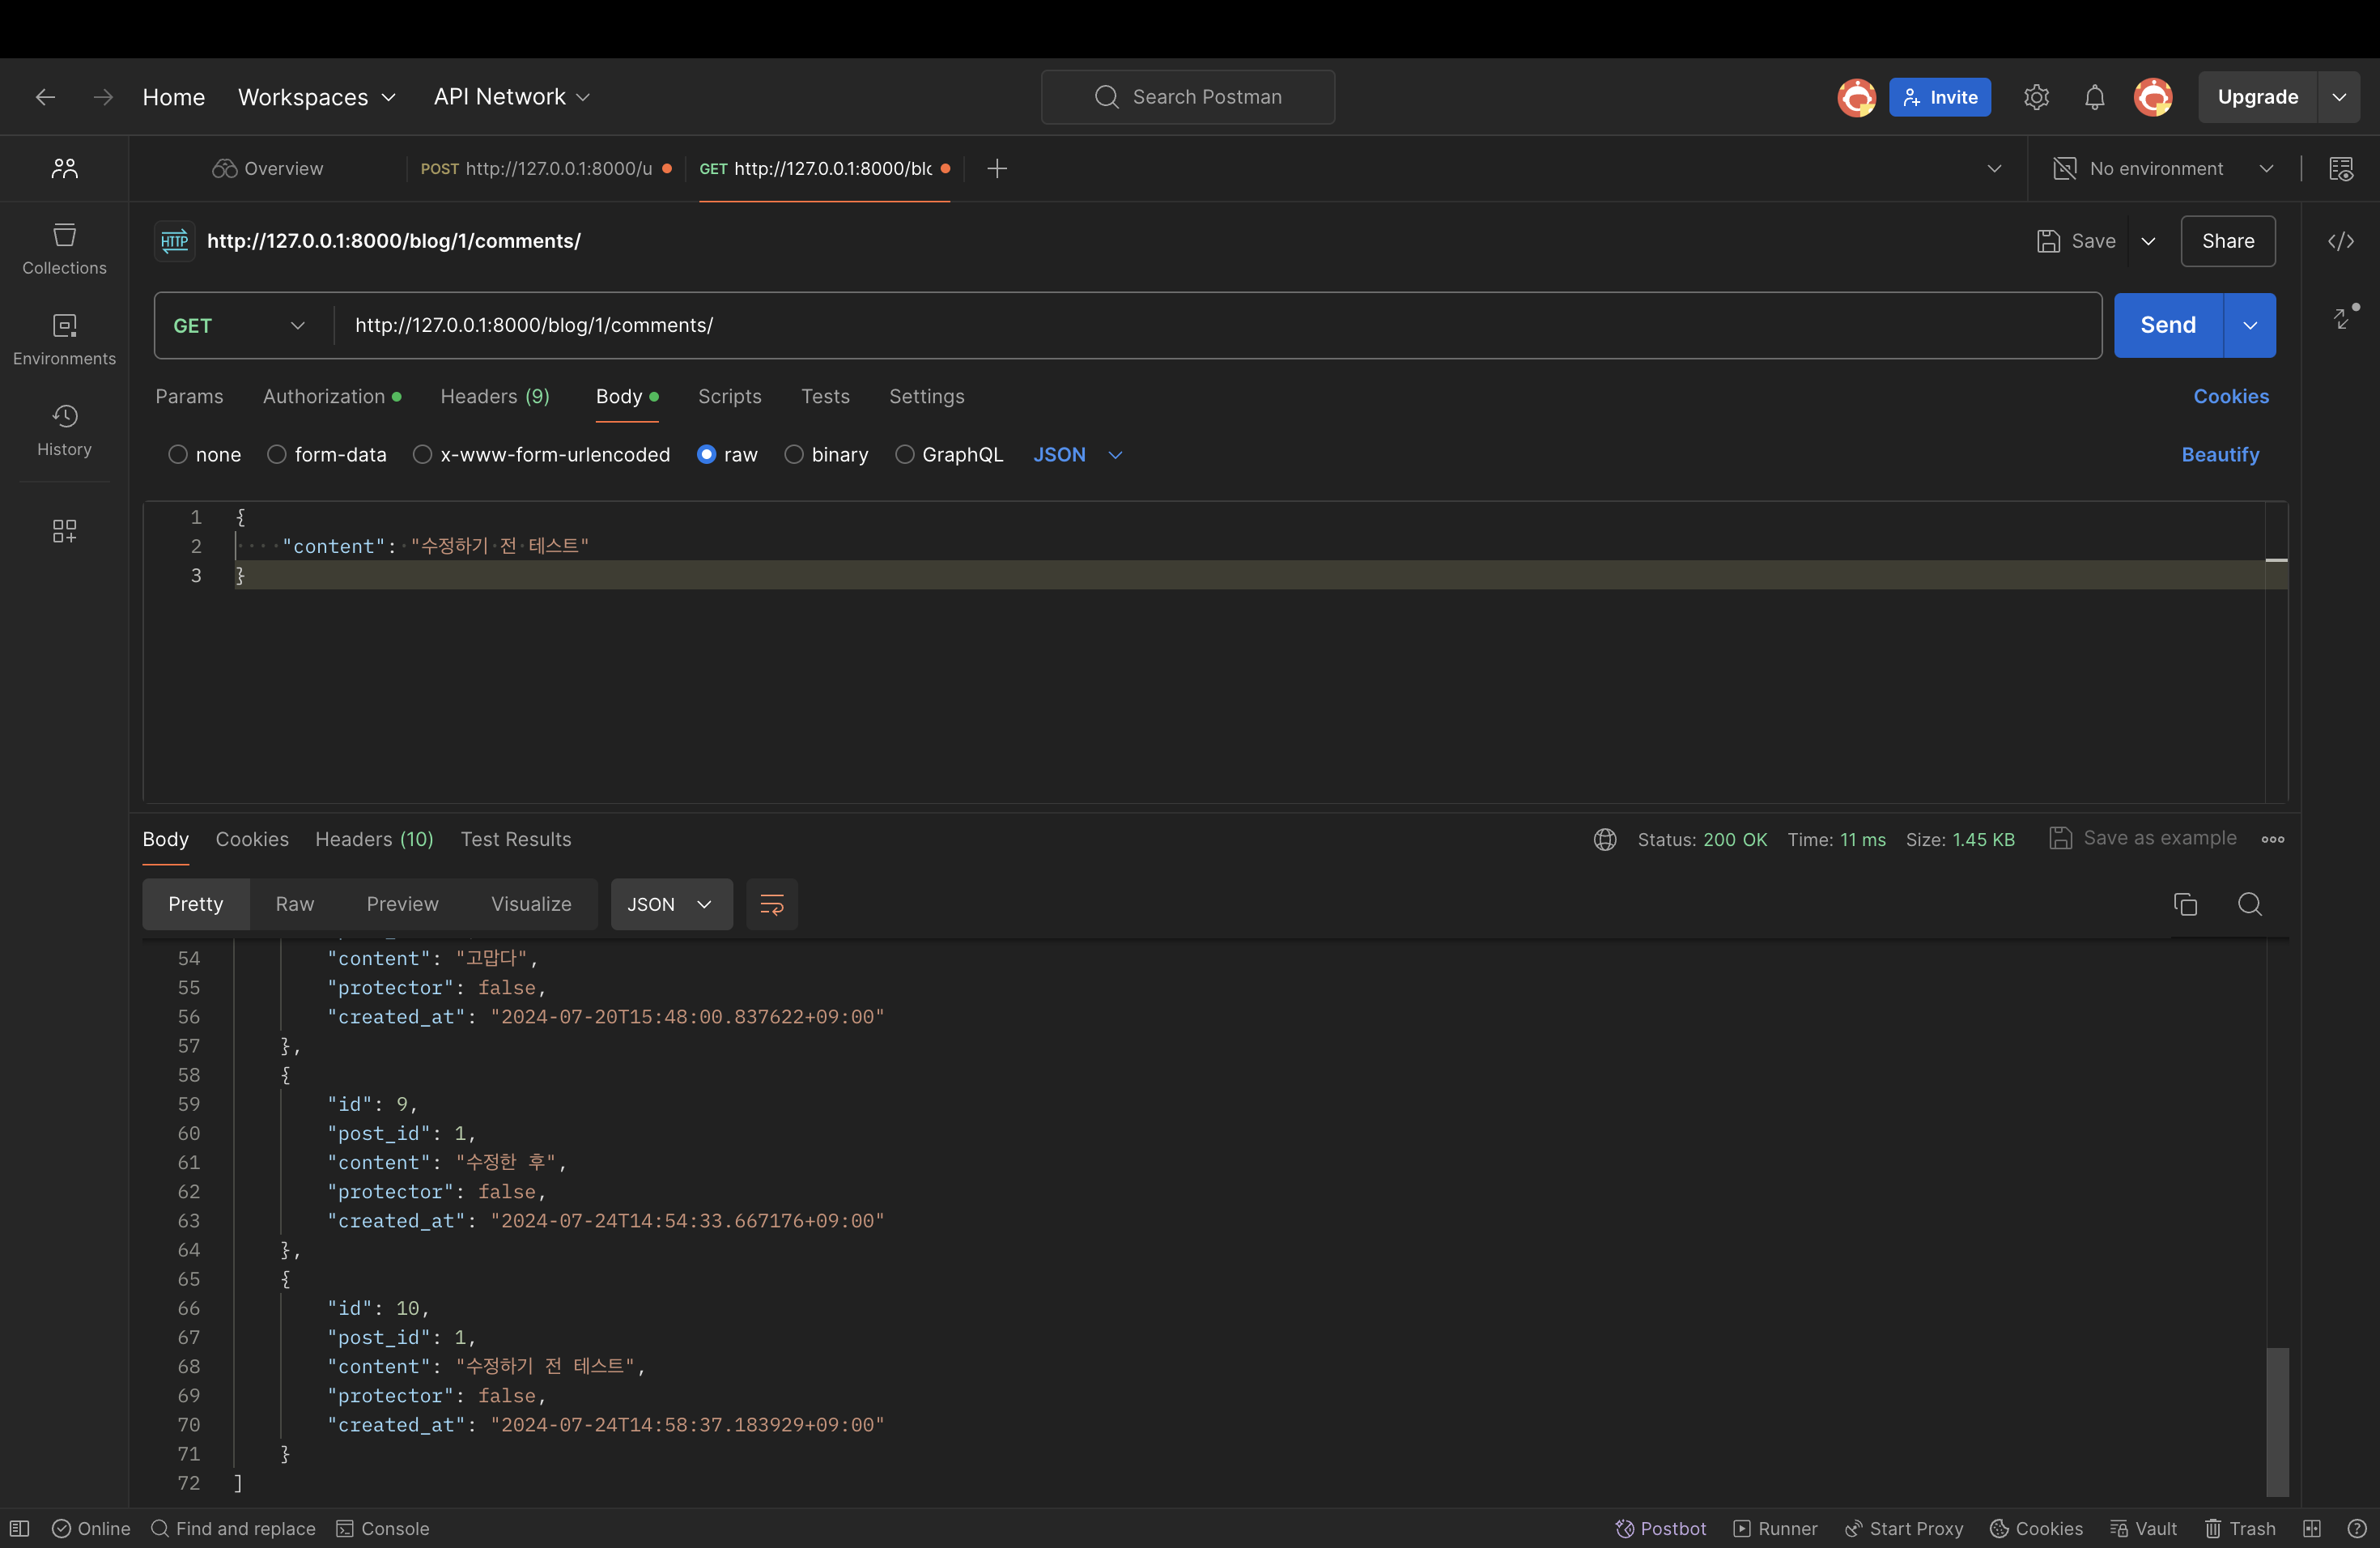 Home Workspaces API Network Search Postman Invite Upgrade
Overview POST http://127.0.0.1:8000/u GET http://127.0.0.1:8000/blo No environment
HTTP http://127.0.0.1:8000/blog/1/comments/ Save Share
Collections
Environments
History
GET http://127.0.0.1:8000/blog/1/comments/ Send
Params Authorization Headers (9) Body Scripts Tests Settings Cookies
none form-data x-www-form-urlencoded raw binary GraphQL JSON Beautify
1 {
2 "content": "수정하기 전 테스트"
3 }
Body Cookies Headers (10) Test Results Status: 200 OK Time: 11 ms Size: 1.45 KB Save as example
Pretty Raw Preview Visualize JSON
54 "content": "고맙다",
55 "protector": false,
56 "created_at": "2024-07-20T15:48:00.837622+09:00"
57 },
58 {
59 "id": 9,
60 "post_id": 1,
61 "content": "수정한 후",
62 "protector": false,
63 "created_at": "2024-07-24T14:54:33.667176+09:00"
64 },
65 {
66 "id": 10,
67 "post_id": 1,
68 "content": "수정하기 전 테스트",
69 "protector": false,
70 "created_at": "2024-07-24T14:58:37.183929+09:00"
71 }
72 ]
Online Find and replace Console Postbot Runner Start Proxy Cookies Vault Trash